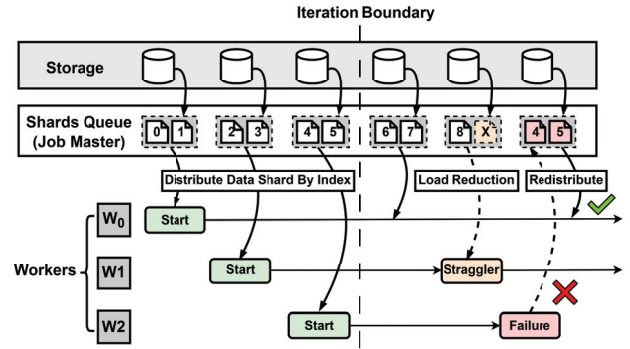 Iteration Boundary
Storage
Shards Queue
(Job Master)
0 1 2 3 4 5 6 7 8 X 4 5
Distribute Data Shard By Index
Load Reduction
Redistribute
W0
Start
Workers
W1
Start
Straggler
W2
Start
Failure